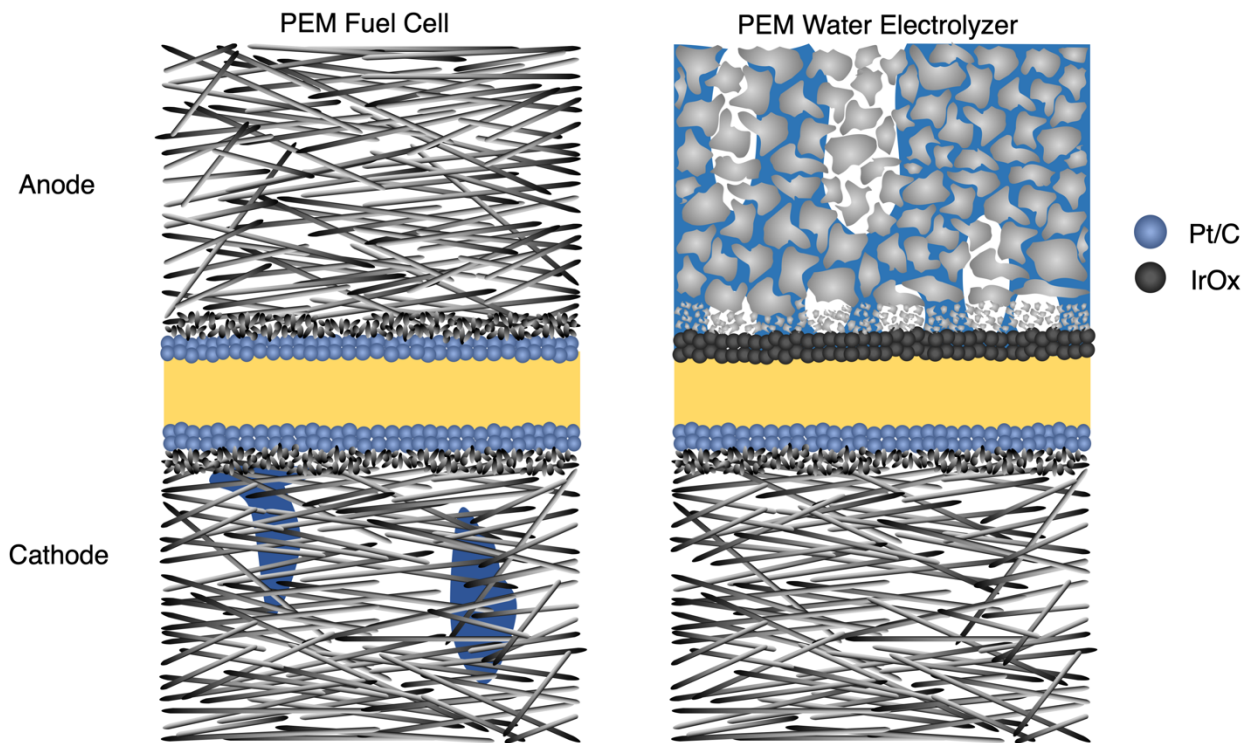 PEM Fuel Cell
PEM Water Electrolyzer
Anode
Pt/C
IrOx
Cathode